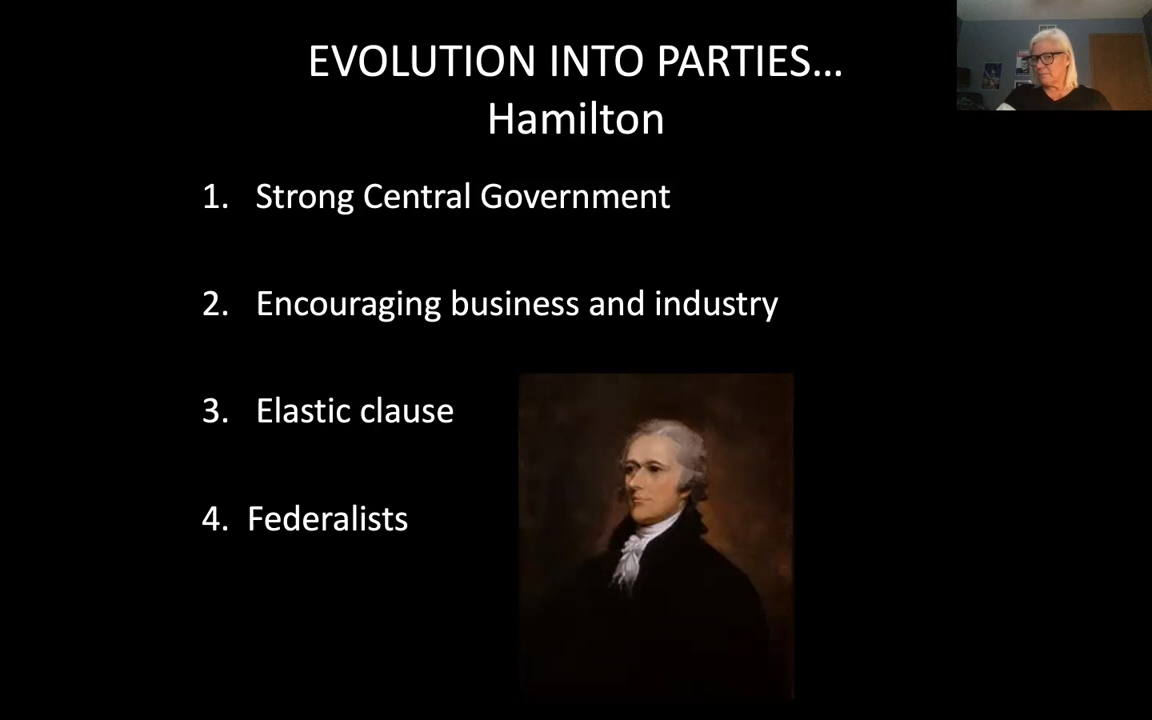 EVOLUTION INTO PARTIES…
Hamilton
1. Strong Central Government
2. Encouraging business and industry
3. Elastic clause
4. Federalists